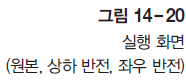 그림 14-20
실행 화면
(원본, 상하 반전, 좌우 반전)